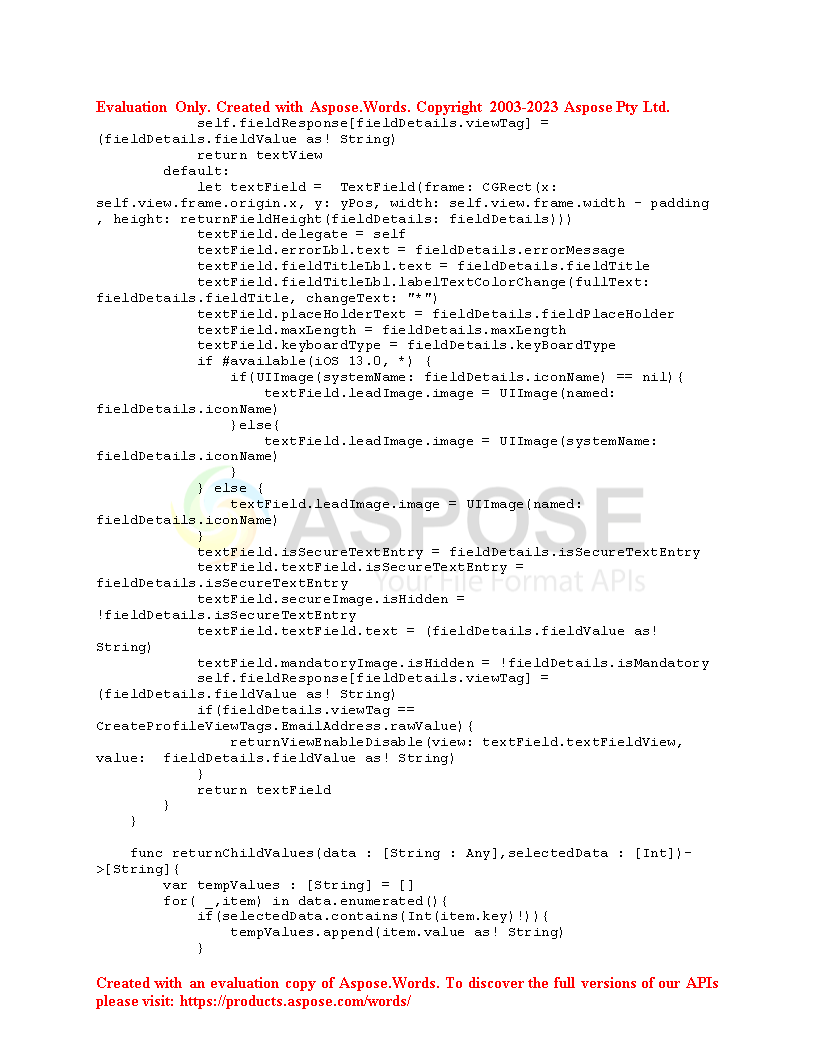 Evaluation Only. Created with Aspose.Words. Copyright 2003-2023 Aspose Pty Ltd.
            self.fieldResponse[fieldDetails.viewTag] =
(fieldDetails.fieldValue as! String)
            return textView
        default:
            let textField =  TextField(frame: CGRect(x:
self.view.frame.origin.x, y: yPos, width: self.view.frame.width - padding
, height: returnFieldHeight(fieldDetails: fieldDetails)))
            textField.delegate = self
            textField.errorLbl.text = fieldDetails.errorMessage
            textField.fieldTitleLbl.text = fieldDetails.fieldTitle
            textField.fieldTitleLbl.labelTextColorChange(fullText:
fieldDetails.fieldTitle, changeText: "*")
            textField.placeHolderText = fieldDetails.fieldPlaceHolder
            textField.maxLength = fieldDetails.maxLength
            textField.keyboardType = fieldDetails.keyBoardType
            if #available(iOS 13.0, *) {
                if(UIImage(systemName: fieldDetails.iconName) == nil){
                    textField.leadImage.image = UIImage(named:
fieldDetails.iconName)
                }else{
                    textField.leadImage.image = UIImage(systemName:
fieldDetails.iconName)
                }
            } else {
                textField.leadImage.image = UIImage(named:
fieldDetails.iconName)
            }
ASPOSE
            textField.isSecureTextEntry = fieldDetails.isSecureTextEntry
            textField.textField.isSecureTextEntry =
fieldDetails.isSecureTextEntry
Your File Format APIs
            textField.secureImage.isHidden =
!fieldDetails.isSecureTextEntry
            textField.textField.text = (fieldDetails.fieldValue as!
String)
            textField.mandatoryImage.isHidden = !fieldDetails.isMandatory
            self.fieldResponse[fieldDetails.viewTag] =
(fieldDetails.fieldValue as! String)
            if(fieldDetails.viewTag ==
CreateProfileViewTags.EmailAddress.rawValue){
                returnViewEnableDisable(view: textField.textFieldView,
value:  fieldDetails.fieldValue as! String)
            }
            return textField
        }
    }
    func returnChildValues(data : [String : Any],selectedData : [Int])-
>[String]{
        var tempValues : [String] = []
        for( _,item) in data.enumerated(){
            if(selectedData.contains(Int(item.key)!)){
                tempValues.append(item.value as! String)
            }
Created with an evaluation copy of Aspose.Words. To discover the full versions of our APIs
please visit: https://products.aspose.com/words/